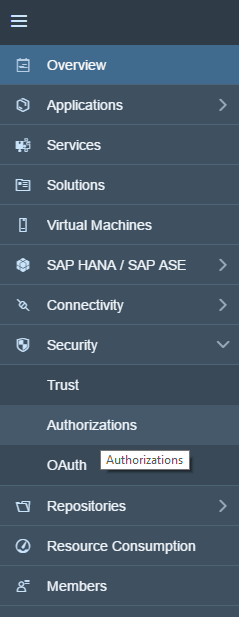 Overview
Applications
Services
Solutions
Virtual Machines
SAP HANA / SAP ASE
Connectivity
Security
Trust
Authorizations
OAuth
Authorizations
Repositories
Resource Consumption
Members